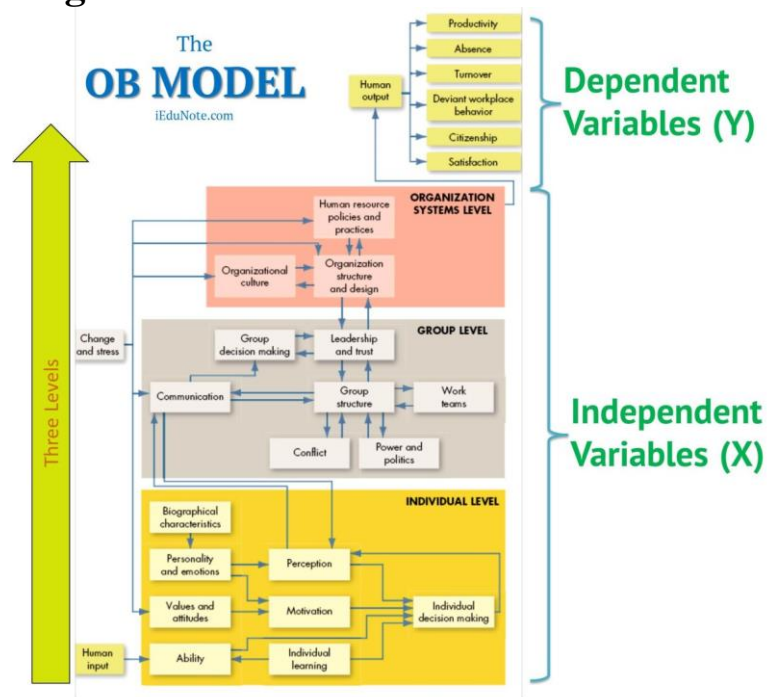 g
The
OB MODEL
iEduNote.com
Human
output
Productivity
Absence
Turnover
Deviant workplace
behavior
Citizenship
Satisfaction
Dependent
Variables (Y)
Three Levels
ORGANIZATION
SYSTEMS LEVEL
Human resource
policies and
practices
Organizational
culture
Organization
structure
and design
Change
and stress
GROUP LEVEL
Group
decision making
Leadership
and trust
Communication
Group
structure
Work
teams
Conflict
Power and
politics
Independent
Variables (X)
INDIVIDUAL LEVEL
Biographical
characteristics
Personality
and emotions
Perception
Values and
attitudes
Motivation
Individual
decision making
Human
input
Ability
Individual
learning